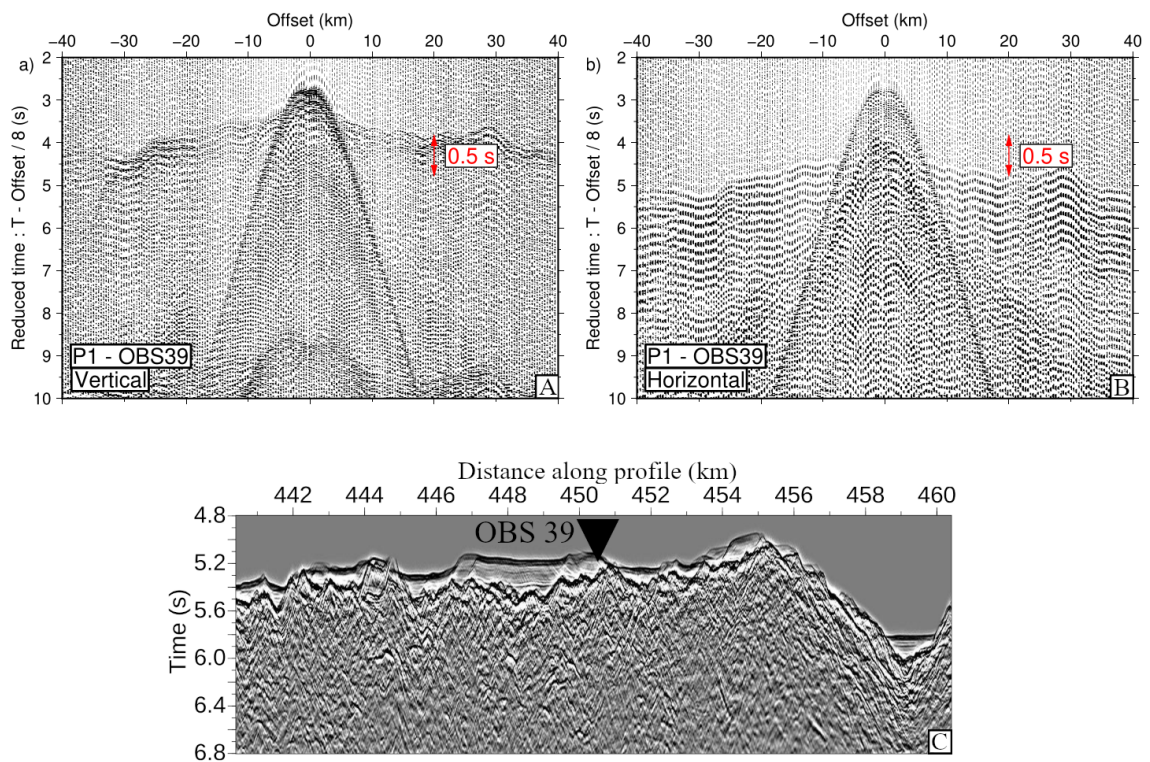 Offset (km)
−40 −30 −20 −10 0 10 20 30 40
a)
2
3
4
5
6
7
8
9
10
Reduced time : T - Offset / 8 (s)
0.5 s
P1 - OBS39
Vertical
A
Offset (km)
−40 −30 −20 −10 0 10 20 30 40
b)
2
3
4
5
6
7
8
9
10
Reduced time : T - Offset / 8 (s)
0.5 s
P1 - OBS39
Horizontal
B
Distance along profile (km)
442 444 446 448 450 452 454 456 458 460
4.8
5.2
5.6
6.0
6.4
6.8
Time (s)
OBS 39
C